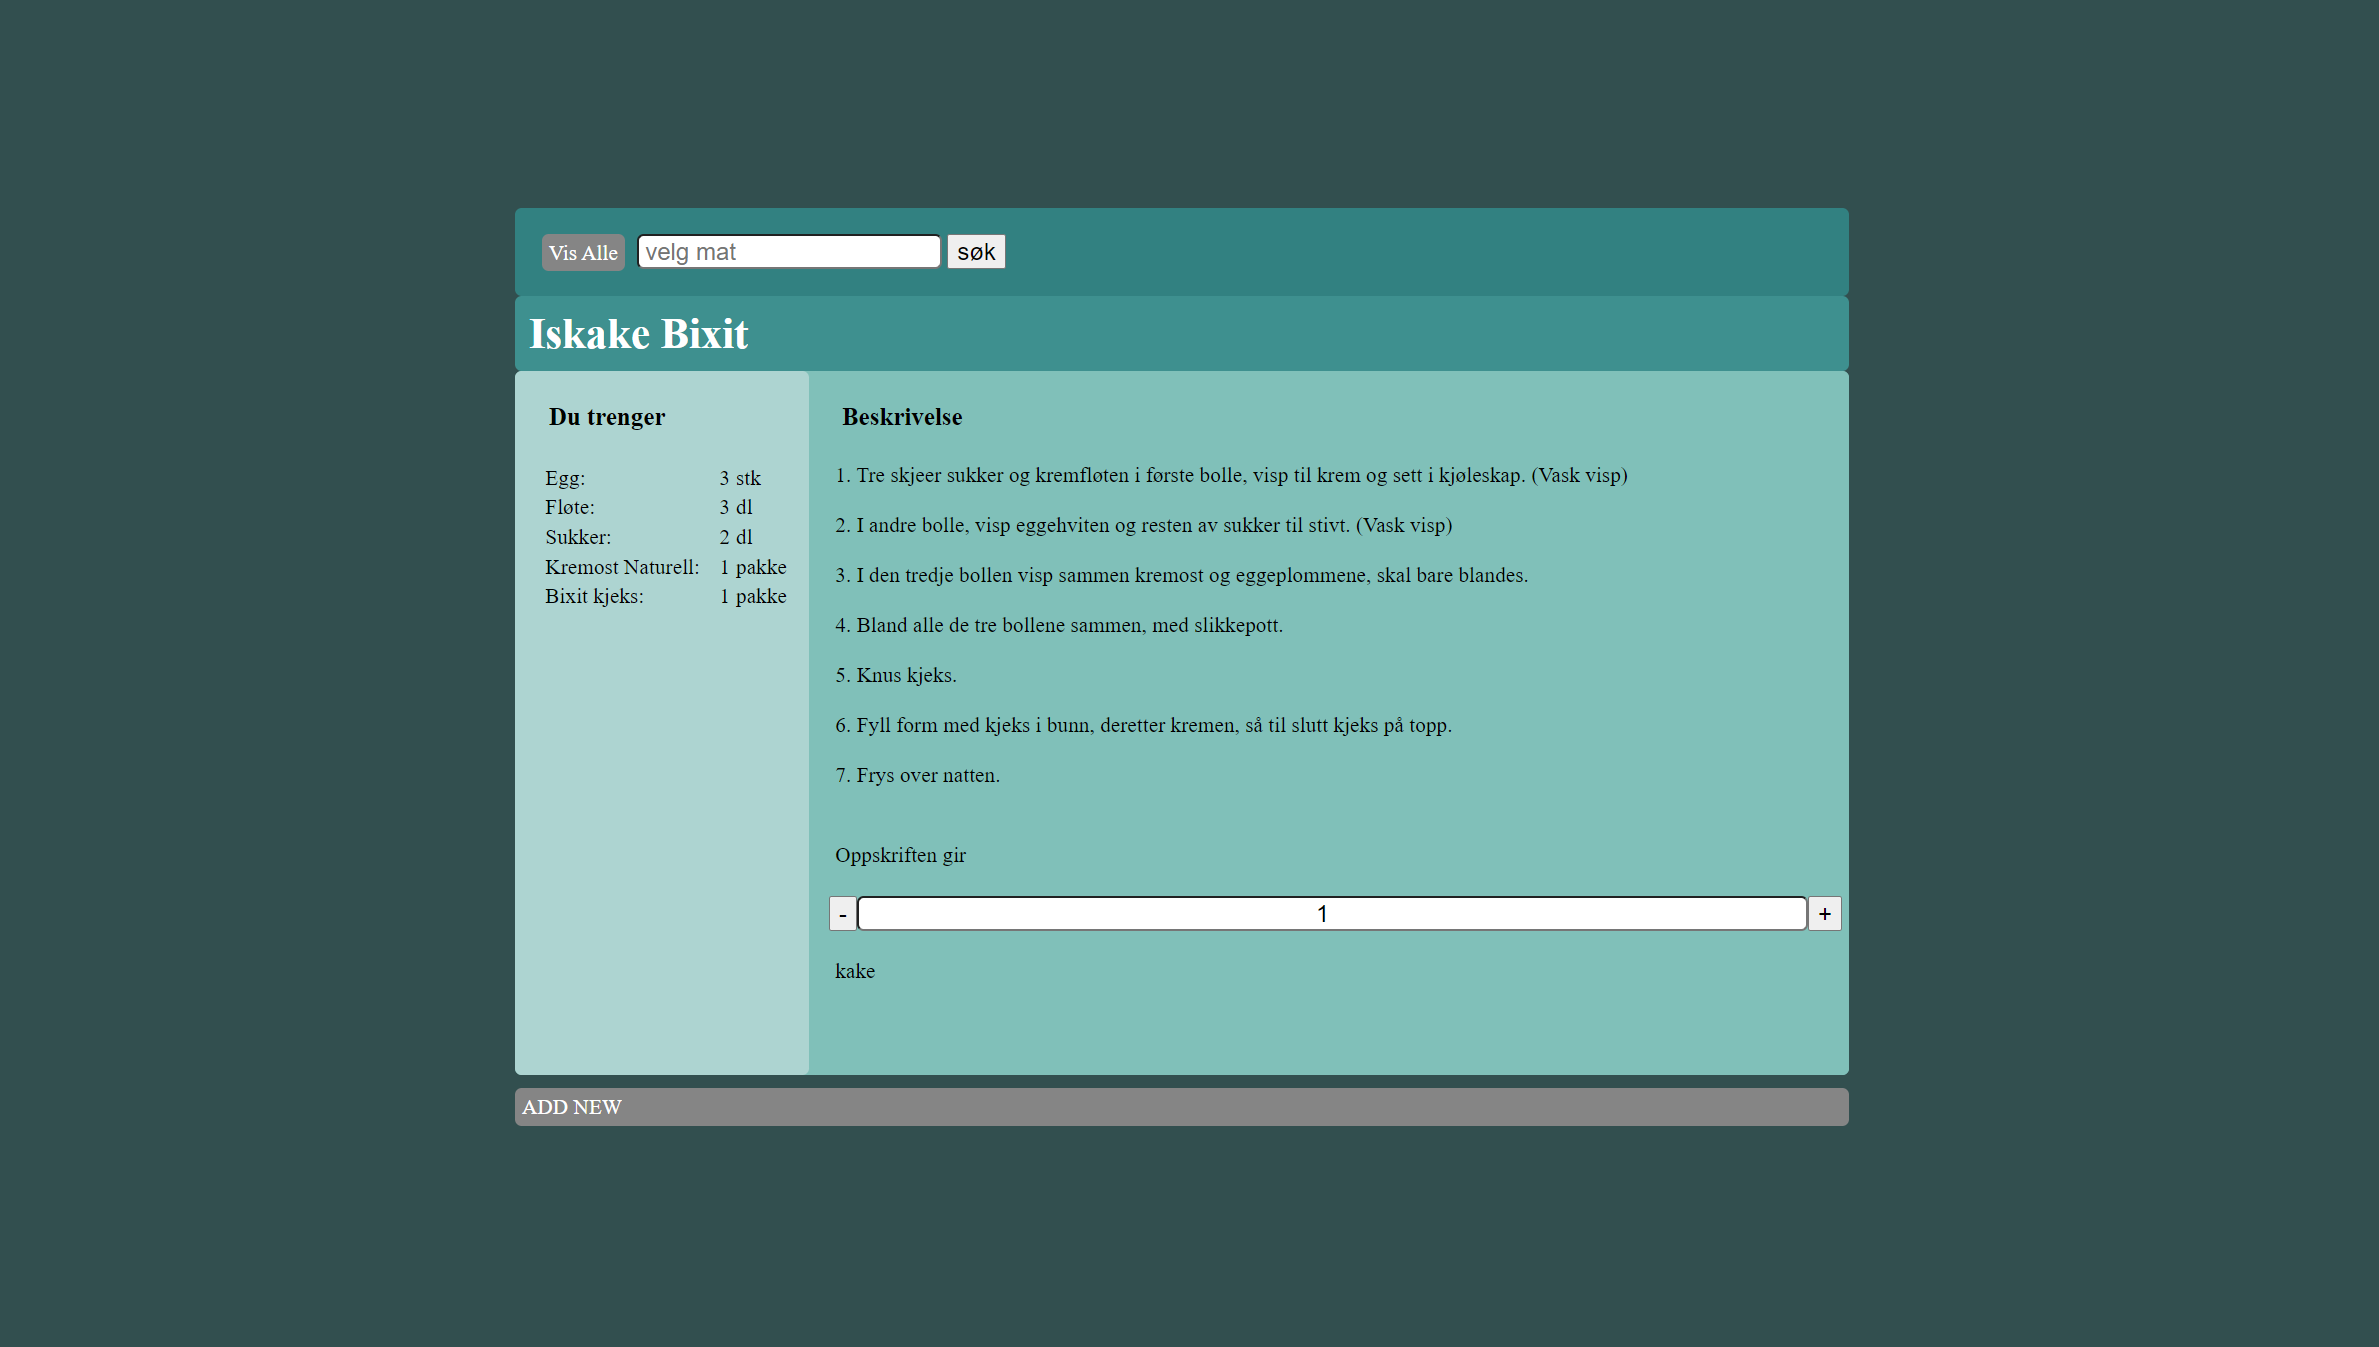 Vis Alle velg mat søk
Iskake Bixit
Du trenger
Egg: 3 stk
Fløte: 3 dl
Sukker: 2 dl
Kremost Naturell: 1 pakke
Bixit kjeks: 1 pakke
Beskrivelse
1. Tre skjeer sukker og kremfløten i første bolle, visp til krem og sett i kjøleskap. (Vask visp)
2. I andre bolle, visp eggehviten og resten av sukker til stivt. (Vask visp)
3. I den tredje bollen visp sammen kremost og eggeplommene, skal bare blandes.
4. Bland alle de tre bollene sammen, med slikkepott.
5. Knus kjeks.
6. Fyll form med kjeks i bunn, deretter kremen, så til slutt kjeks på topp.
7. Frys over natten.
Oppskriften gir
- 1 +
kake
ADD NEW